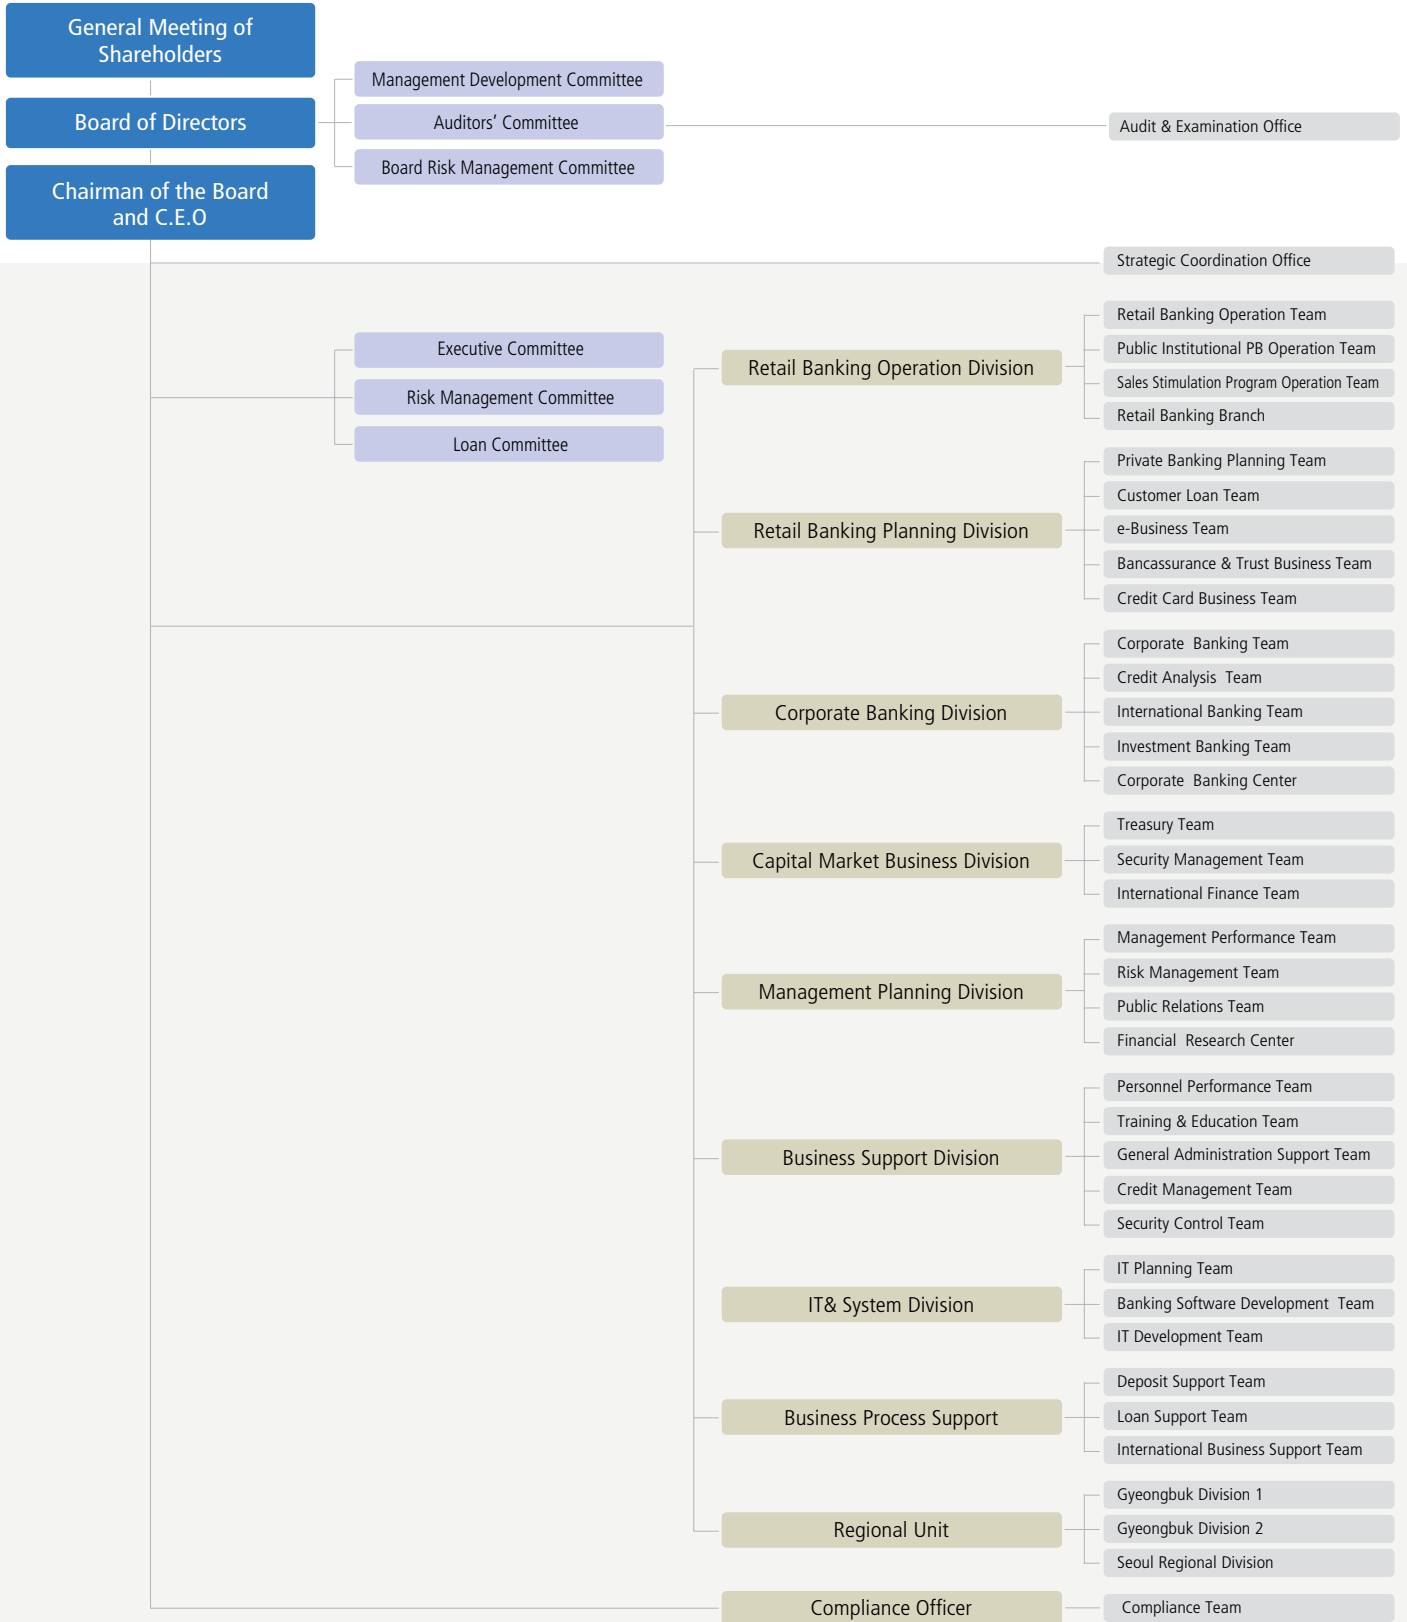 General Meeting of
Shareholders
Board of Directors
Chairman of the Board
and C.E.O
Management Development Committee
Auditors’ Committee
Board Risk Management Committee
Audit & Examination Office
Strategic Coordination Office
Executive Committee
Risk Management Committee
Loan Committee
Retail Banking Operation Division
Retail Banking Operation Team
Public Institutional PB Operation Team
Sales Stimulation Program Operation Team
Retail Banking Branch
Retail Banking Planning Division
Private Banking Planning Team
Customer Loan Team
e-Business Team
Bancassurance & Trust Business Team
Credit Card Business Team
Corporate Banking Division
Corporate  Banking Team
Credit Analysis  Team
International Banking Team
Investment Banking Team
Corporate  Banking Center
Capital Market Business Division
Treasury Team
Security Management Team
International Finance Team
Management Planning Division
Management Performance Team
Risk Management Team
Public Relations Team
Financial  Research Center
Business Support Division
Personnel Performance Team
Training & Education Team
General Administration Support Team
Credit Management Team
Security Control Team
IT& System Division
IT Planning Team
Banking Software Development  Team
IT Development Team
Business Process Support
Deposit Support Team
Loan Support Team
International Business Support Team
Regional Unit
Gyeongbuk Division 1
Gyeongbuk Division 2
Seoul Regional Division
Compliance Officer
Compliance Team